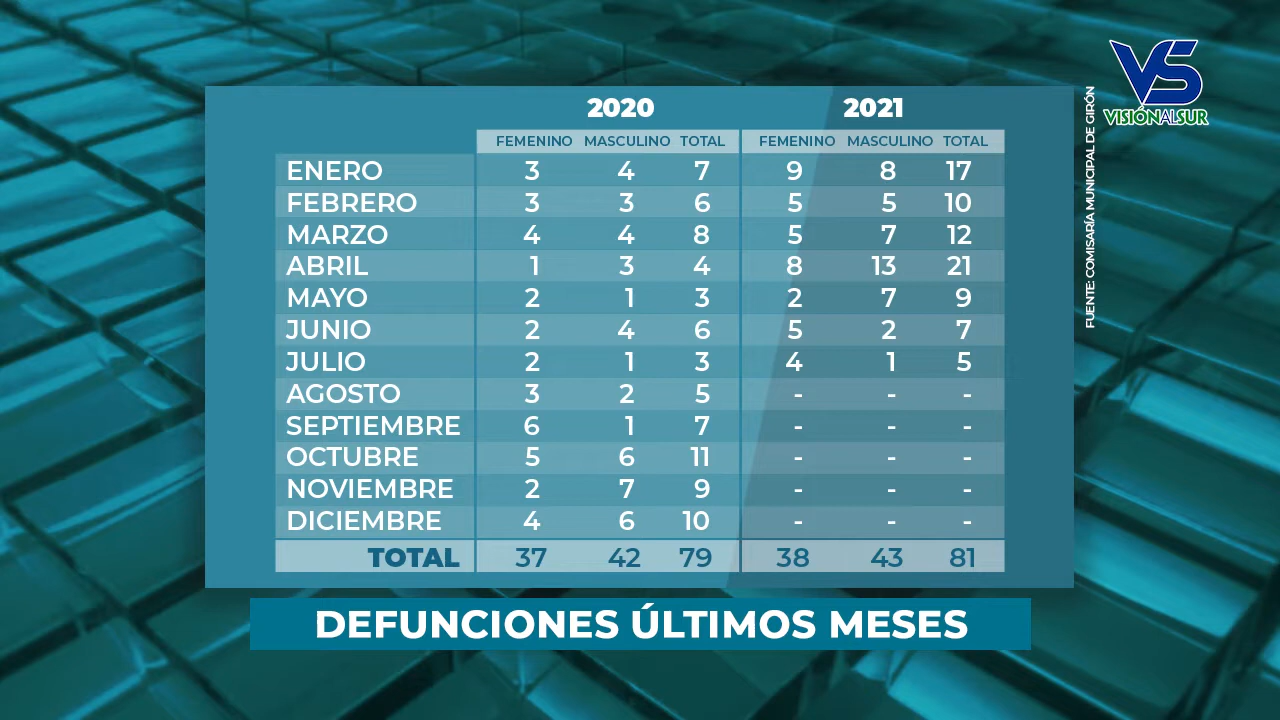 VS
VISIÓNALSUR
2020 2021
FEMENINO MASCULINO TOTAL FEMENINO MASCULINO TOTAL
ENERO 3 4 7 9 8 17
FEBRERO 3 3 6 5 5 10
MARZO 4 4 8 5 7 12
ABRIL 1 3 4 8 13 21
MAYO 2 1 3 2 7 9
JUNIO 2 4 6 5 2 7
JULIO 2 1 3 4 1 5
AGOSTO 3 2 5 - - -
SEPTIEMBRE 6 1 7 - - -
OCTUBRE 5 6 11 - - -
NOVIEMBRE 2 7 9 - - -
DICIEMBRE 4 6 10 - - -
TOTAL 37 42 79 38 43 81
FUENTE: COMISARÍA MUNICIPAL DE GIRÓN
DEFUNCIONES ÚLTIMOS MESES